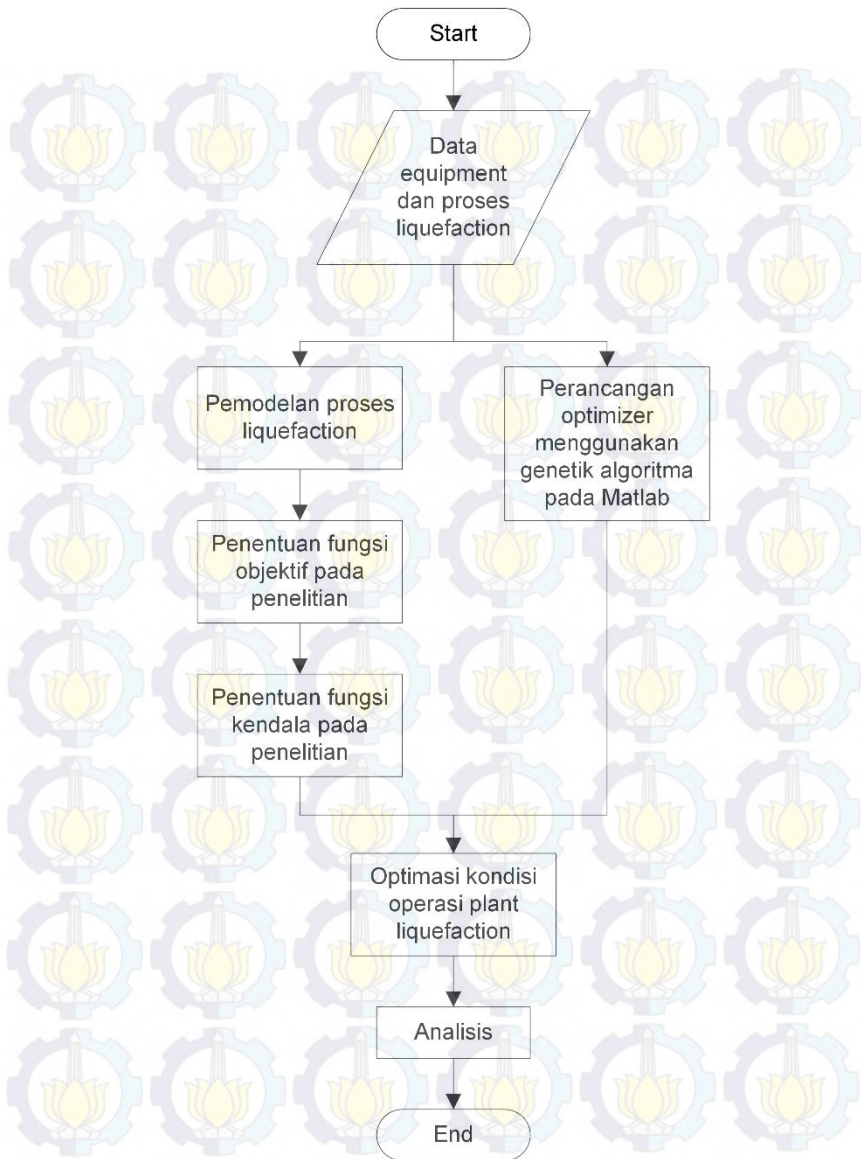 Start
Data
equipment
dan proses
liquefaction
Pemodelan proses
liquefaction
Perancangan
optimizer
menggunakan
genetik algoritma
pada Matlab
Penentuan fungsi
objektif pada
penelitian
Penentuan fungsi
kendala pada
penelitian
Optimasi kondisi
operasi plant
liquefaction
Analisis
End